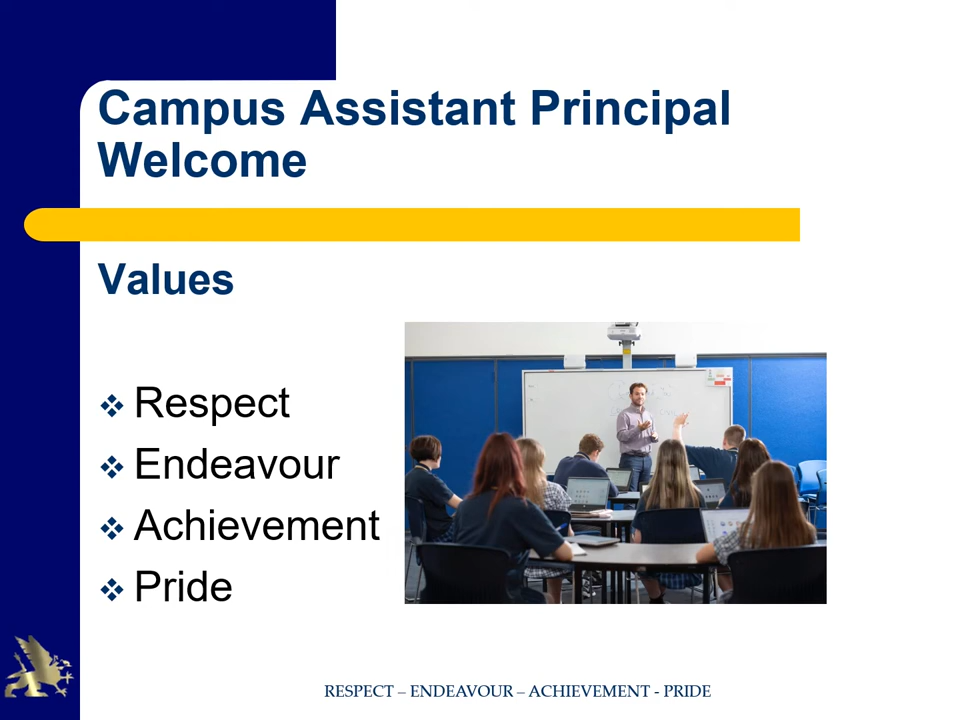 Campus Assistant Principal
Welcome
Values
Respect
Endeavour
Achievement
Pride
RESPECT – ENDEAVOUR – ACHIEVEMENT - PRIDE